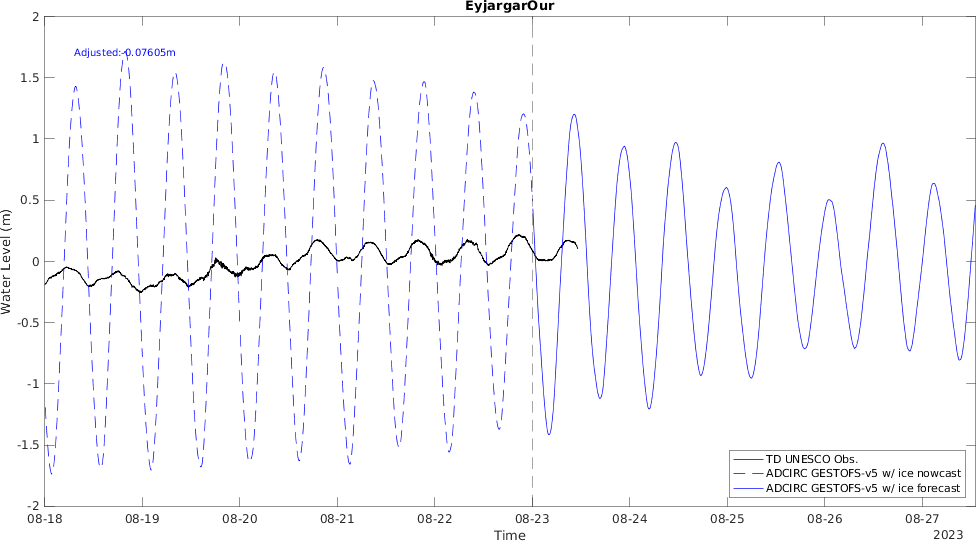 EyjargarOur
Adjusted:-0.07605m
Water Level (m)
2
1.5
1
0.5
0
-0.5
-1
-1.5
-2
TD UNESCO Obs.
ADCIRC GESTOFS-v5 w/ ice nowcast
ADCIRC GESTOFS-v5 w/ ice forecast
08-18 08-19 08-20 08-21 08-22 08-23 08-24 08-25 08-26 08-27
Time
2023